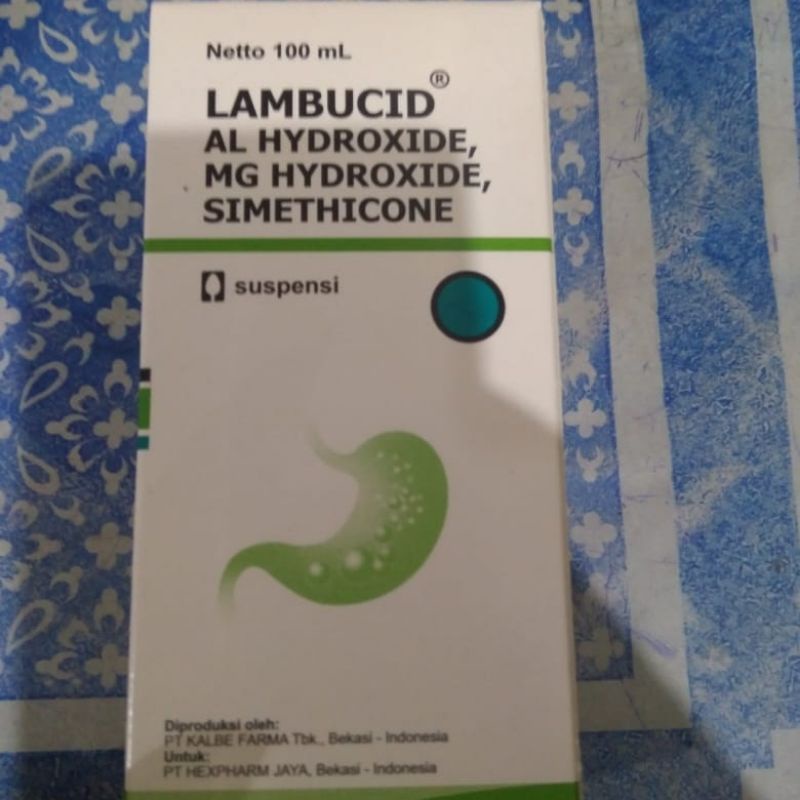 Netto 100 mL
LAMBUCID®
AL HYDROXIDE,
MG HYDROXIDE,
SIMETHICONE
suspensi
Diproduksi oleh:
PT KALBE FARMA Tbk., Bekasi - Indonesia
Untuk:
PT HEXPHARM JAYA, Bekasi - Indonesia